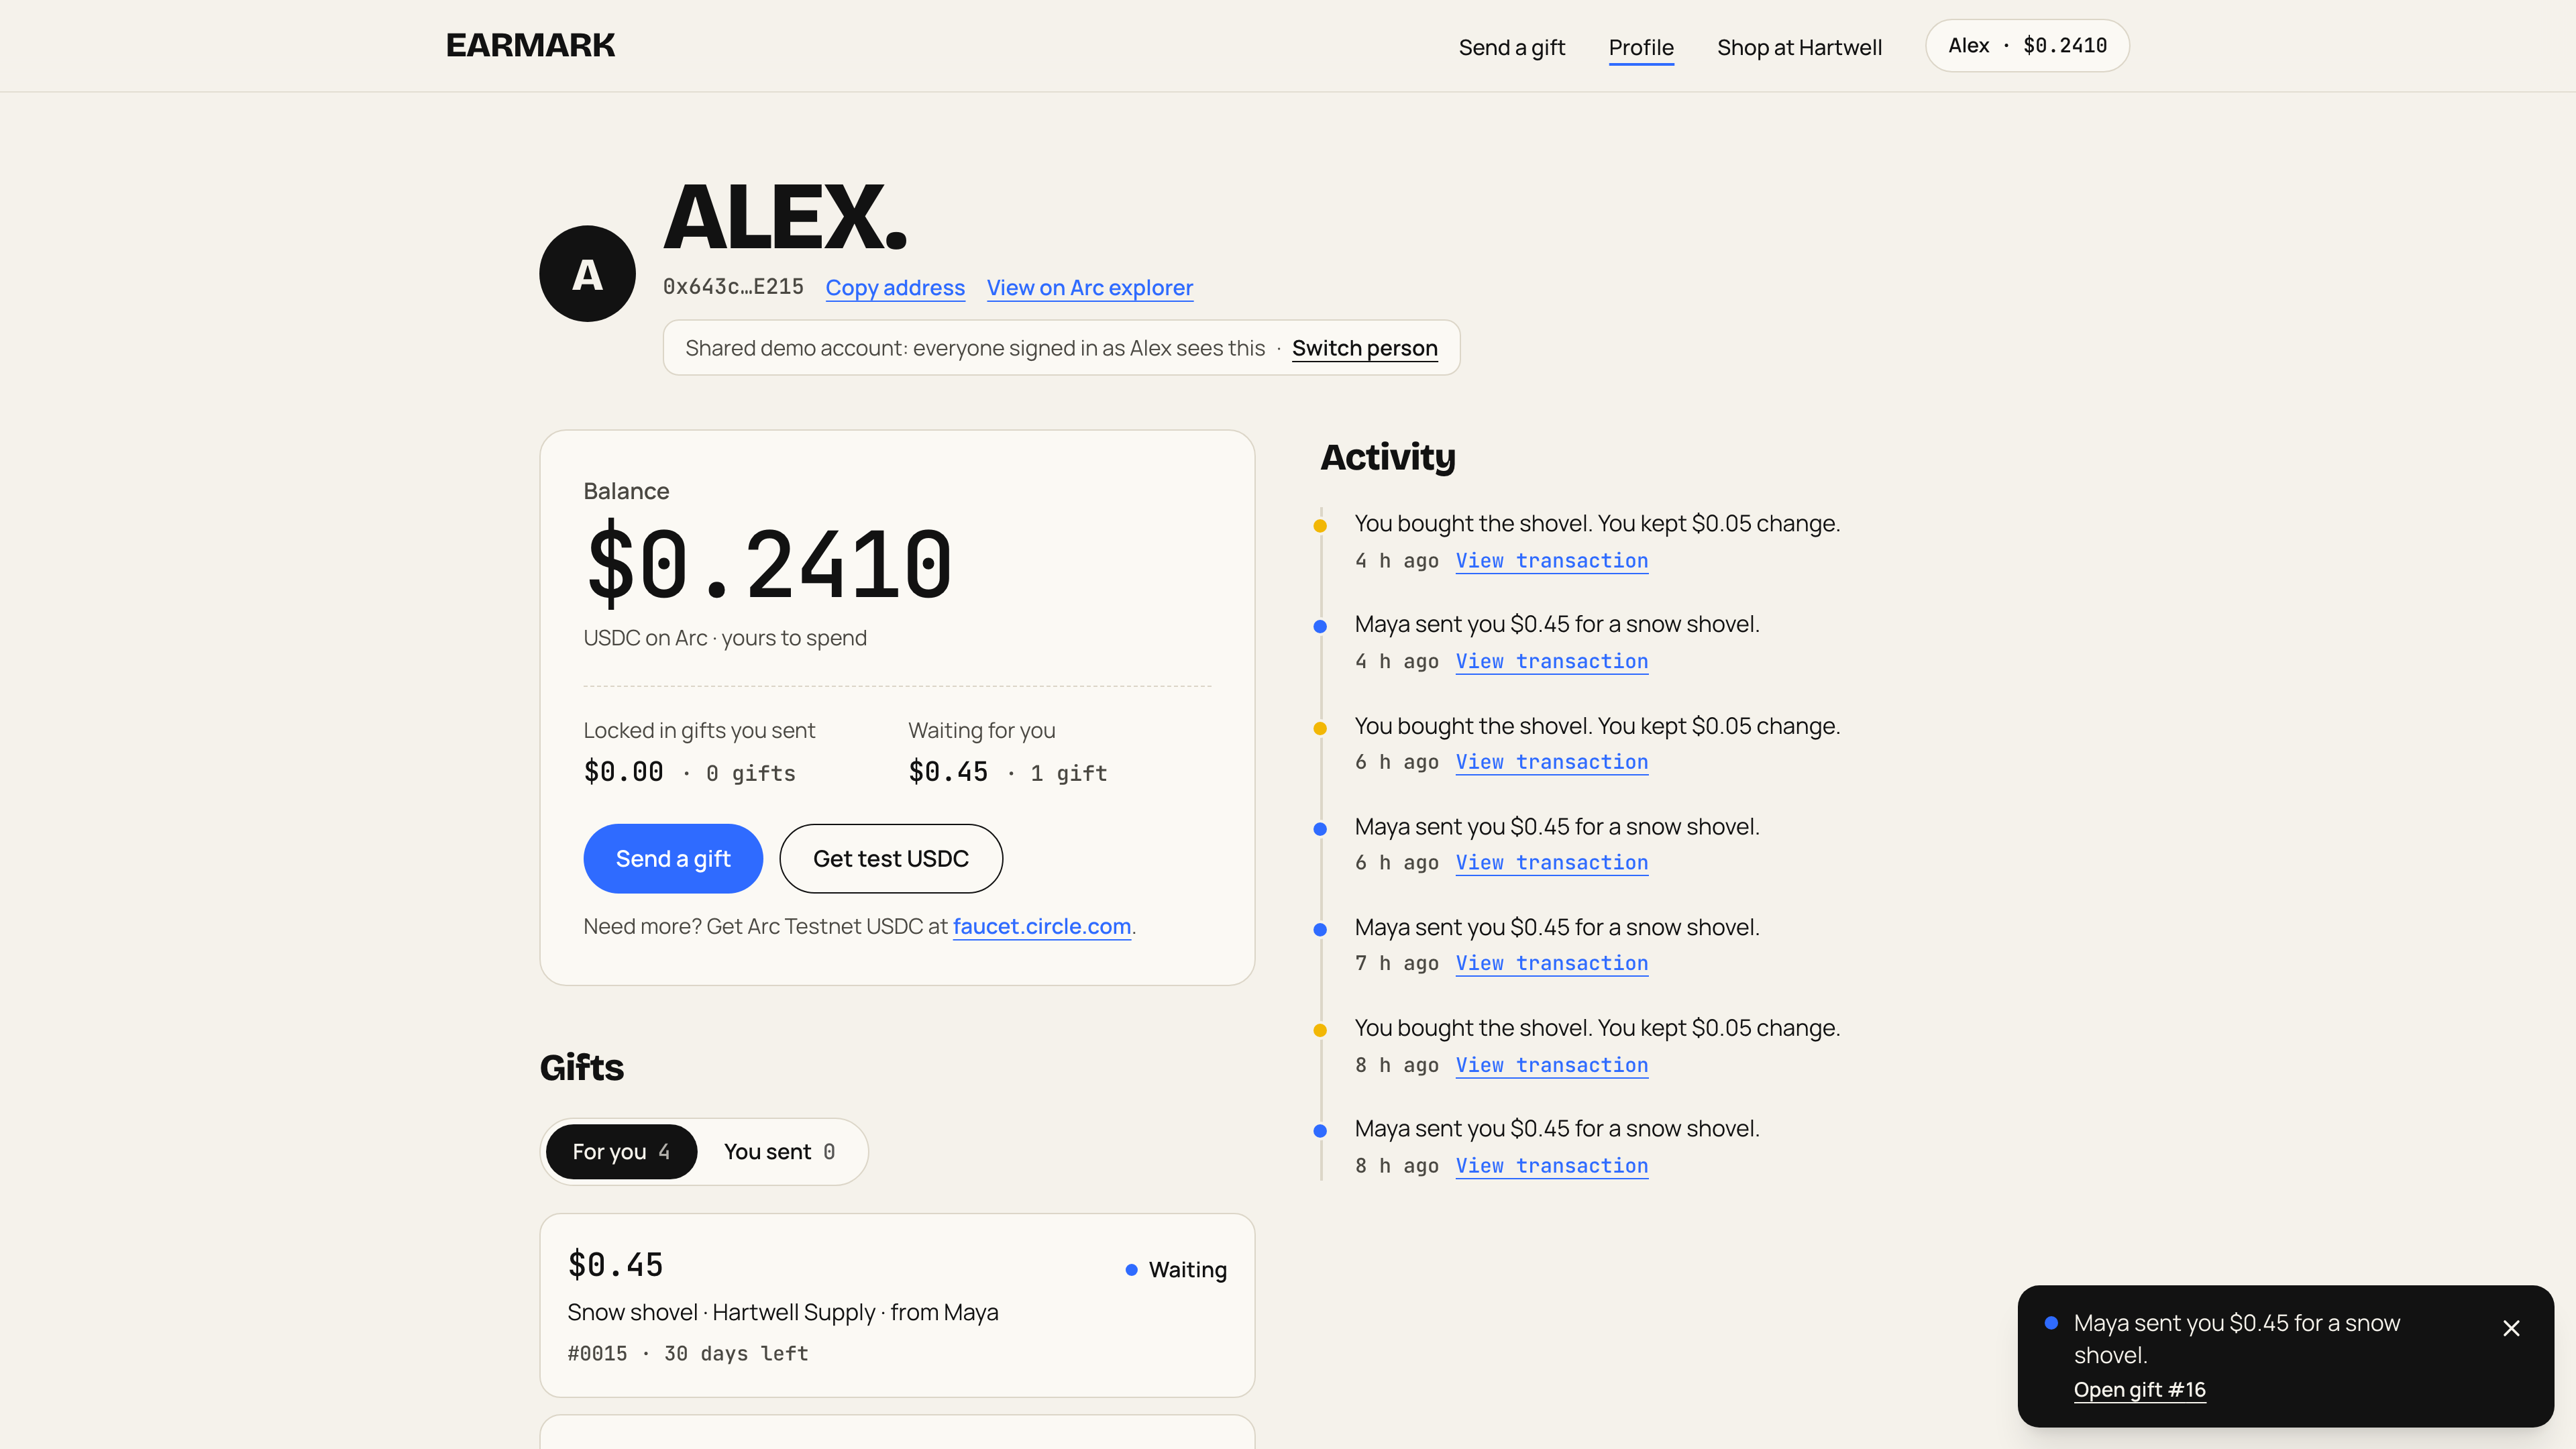 EARMARK
Send a gift
Profile
Shop at Hartwell
Alex · $0.2410
A
ALEX.
0x643c…E215
Copy address
View on Arc explorer
Shared demo account: everyone signed in as Alex sees this · Switch person
Balance
$0.2410
USDC on Arc · yours to spend
Locked in gifts you sent
$0.00 · 0 gifts
Waiting for you
$0.45 · 1 gift
Send a gift
Get test USDC
Need more? Get Arc Testnet USDC at faucet.circle.com.
Gifts
For you 4
You sent 0
$0.45
Waiting
Snow shovel · Hartwell Supply · from Maya
#0015 · 30 days left
Activity
You bought the shovel. You kept $0.05 change.
4 h ago View transaction
Maya sent you $0.45 for a snow shovel.
4 h ago View transaction
You bought the shovel. You kept $0.05 change.
6 h ago View transaction
Maya sent you $0.45 for a snow shovel.
6 h ago View transaction
Maya sent you $0.45 for a snow shovel.
7 h ago View transaction
You bought the shovel. You kept $0.05 change.
8 h ago View transaction
Maya sent you $0.45 for a snow shovel.
8 h ago View transaction
Maya sent you $0.45 for a snow
shovel.
Open gift #16